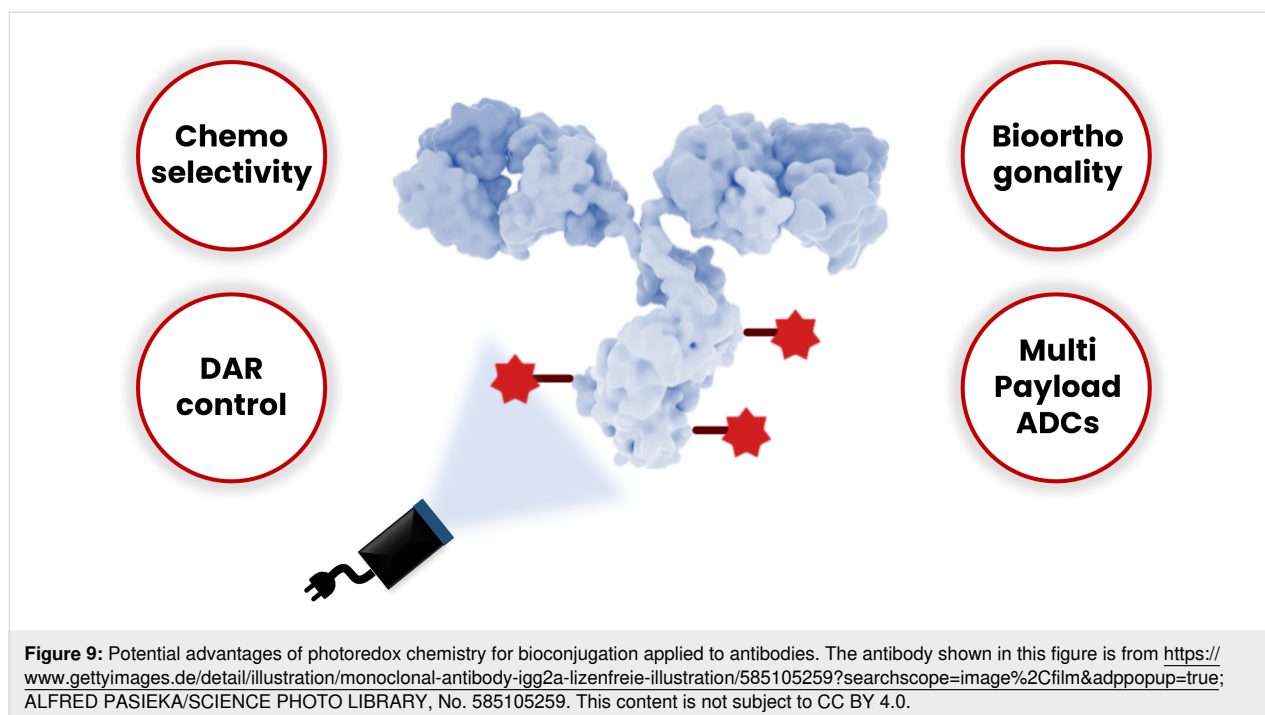 Chemo
selectivity
Bioortho
gonality
DAR
control
Multi
Payload
ADCs
Figure 9: Potential advantages of photoredox chemistry for bioconjugation applied to antibodies. The antibody shown in this figure is from https://
www.gettyimages.de/detail/illustration/monoclonal-antibody-igg2a-lizenfreie-illustration/585105259?searchscope=image%2Cfilm&adppopup=true;
ALFRED PASIEKA/SCIENCE PHOTO LIBRARY, No. 585105259. This content is not subject to CC BY 4.0.